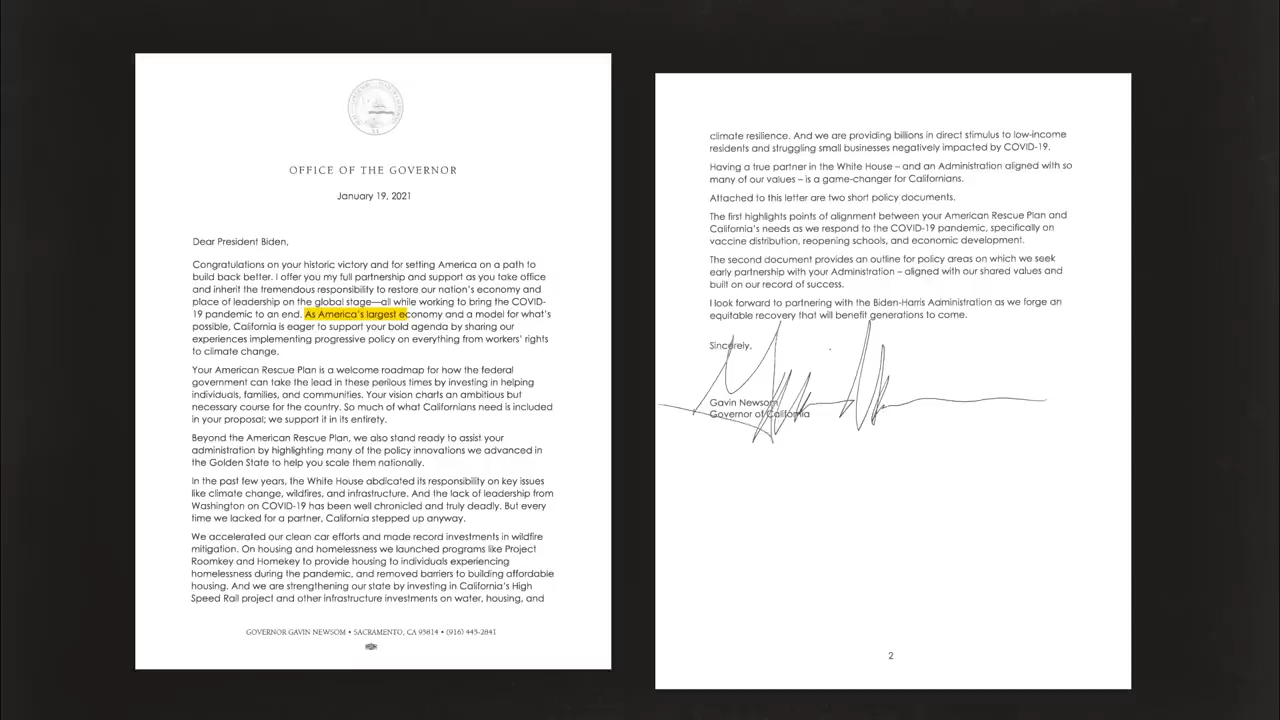 OFFICE OF THE GOVERNOR
January 19, 2021
Dear President Biden,
Congratulations on your historic victory and for setting America on a path to
build back better. I offer you my full partnership and support as you take office
and inherit the tremendous responsibility to restore our nation's economy and
place of leadership on the global stage—all while working to bring the COVID-
19 pandemic to an end. As America's largest economy and a model for what's
possible, California is eager to support your bold agenda by sharing our
experiences implementing progressive policy on everything from workers' rights
to climate change.
Your American Rescue Plan is a welcome roadmap for how the federal
government can take the lead in these perilous times by investing in helping
individuals, families, and communities. Your vision charts an ambitious but
necessary course for the country. So much of what Californians need is included
in your proposal; we support it in its entirety.
Beyond the American Rescue Plan, we also stand ready to assist your
administration by highlighting many of the policy innovations we advanced in
the Golden State to help you scale them nationally.
In the past few years, the White House abdicated its responsibility on key issues
like climate change, wildfires, and infrastructure. And the lack of leadership from
Washington on COVID-19 has been well chronicled and truly deadly. But every
time we lacked for a partner, California stepped up anyway.
We accelerated our clean car efforts and made record investments in wildfire
mitigation. On housing and homelessness we launched programs like Project
Roomkey and Homekey to provide housing to individuals experiencing
homelessness during the pandemic, and removed barriers to building affordable
housing. And we are strengthening our state by investing in California's High
Speed Rail project and other infrastructure investments on water, housing, and
GOVERNOR GAVIN NEWSOM • SACRAMENTO, CA 95814 • (916) 445-2841
climate resilience. And we are providing billions in direct stimulus to low-income
residents and struggling small businesses negatively impacted by COVID-19.
Having a true partner in the White House – and an Administration aligned with so
many of our values – is a game-changer for Californians.
Attached to this letter are two short policy documents.
The first highlights points of alignment between your American Rescue Plan and
California's needs as we respond to the COVID-19 pandemic, specifically on
vaccine distribution, reopening schools, and economic development.
The second document provides an outline for policy areas on which we seek
early partnership with your Administration – aligned with our shared values and
built on our record of success.
I look forward to partnering with the Biden-Harris Administration as we forge an
equitable recovery that will benefit generations to come.
Sincerely,
Gavin Newsom
Governor of California
2